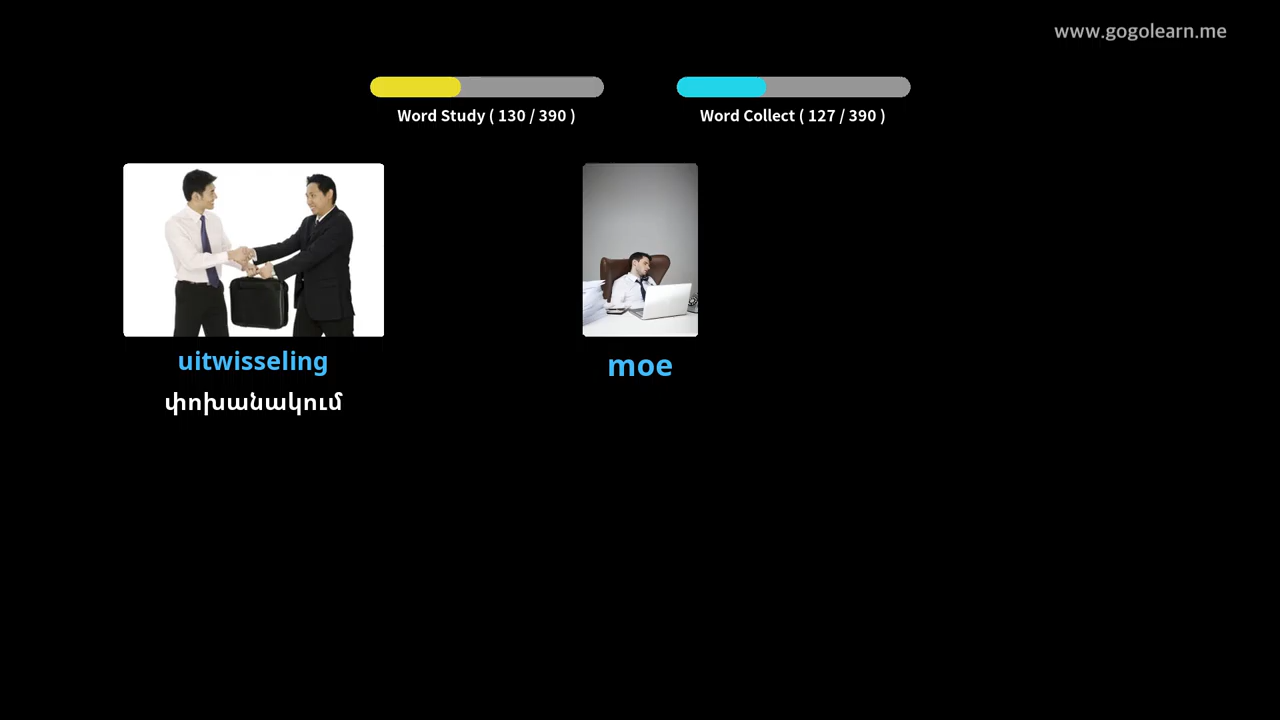 www.gogolearn.me
Word Study ( 130 / 390 )
Word Collect ( 127 / 390 )
uitwisseling
փոխանակում
moe